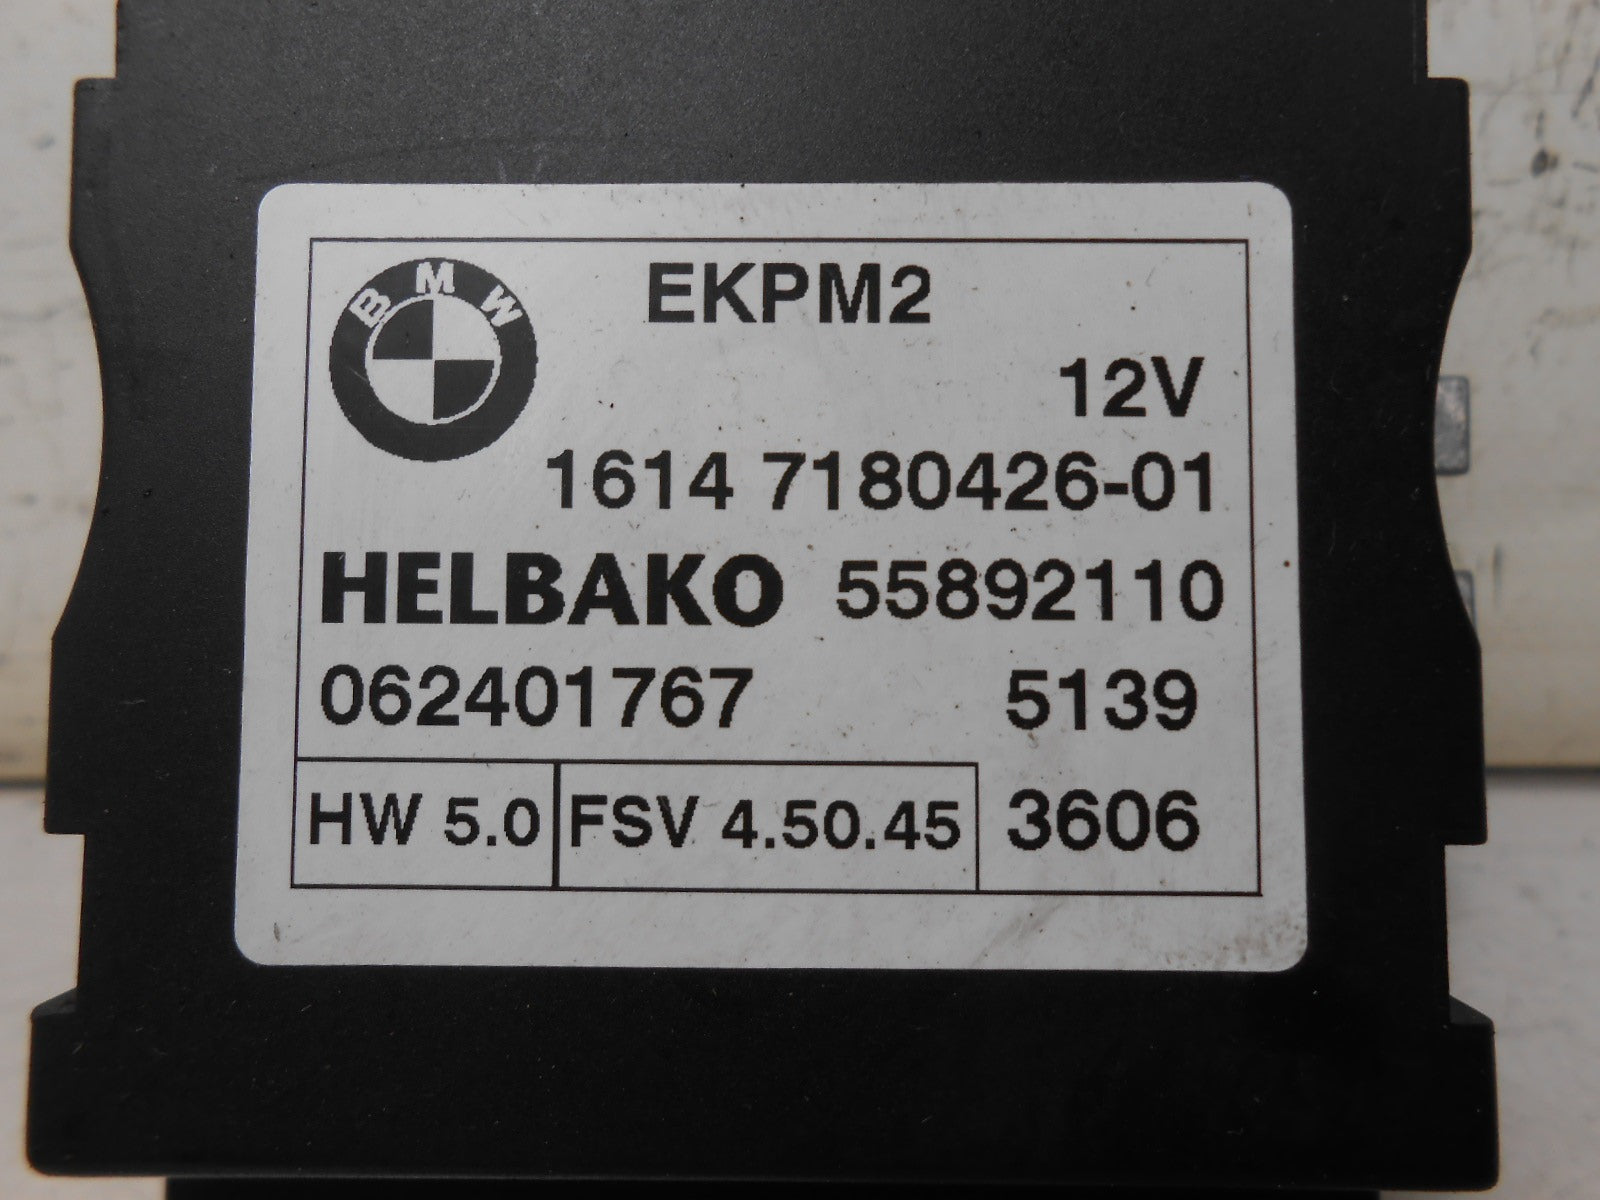 BMW
EKPM2
12V
1614 7180426-01
HELBAKO 55892110
062401767 5139
HW 5.0 FSV 4.50.45 3606